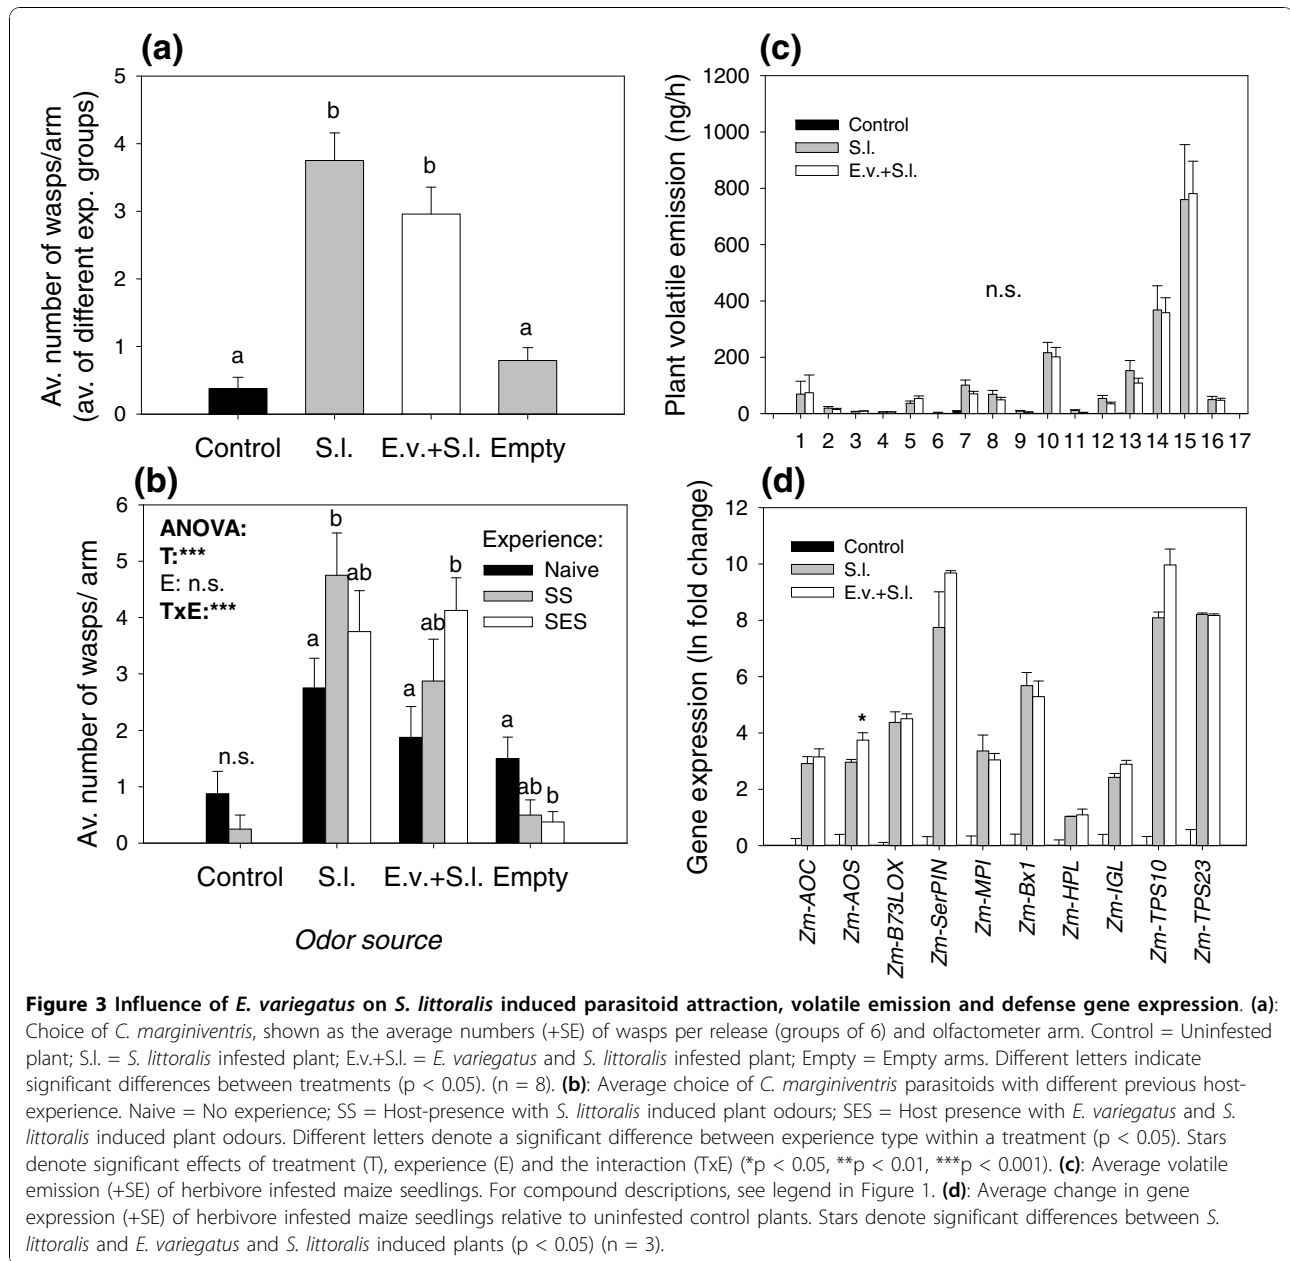 (a)
Av. number of wasps/arm
(av. of different exp. groups)
5
4
3
2
1
0
a
b
b
a
Control S.l. E.v.+S.l. Empty
(b)
Av. number of wasps/ arm
6
5
4
3
2
1
0
ANOVA:
T:***
E: n.s.
TxE:***
Experience:
Naive
SS
SES
n.s.
a
b
ab
a
ab
b
a
ab
b
Control S.l. E.v.+S.l. Empty
Odor source
(c)
Plant volatile emission (ng/h)
1200
1000
800
600
400
200
0
Control
S.l.
E.v.+S.l.
n.s.
1 2 3 4 5 6 7 8 9 10 11 12 13 14 15 16 17
(d)
Gene expression (ln fold change)
12
10
8
6
4
2
0
Control
S.l.
E.v.+S.l.
*
Zm-AOC
Zm-AOS
Zm-B73LOX
Zm-SerPIN
Zm-MPI
Zm-Bx1
Zm-HPL
Zm-IGL
Zm-TPS10
Zm-TPS23
Figure 3 Influence of E. variegatus on S. littoralis induced parasitoid attraction, volatile emission and defense gene expression. (a):
Choice of C. marginiventris, shown as the average numbers (+SE) of wasps per release (groups of 6) and olfactometer arm. Control = Uninfested
plant; S.l. = S. littoralis infested plant; E.v.+S.l. = E. variegatus and S. littoralis infested plant; Empty = Empty arms. Different letters indicate
significant differences between treatments (p < 0.05). (n = 8). (b): Average choice of C. marginiventris parasitoids with different previous host-
experience. Naive = No experience; SS = Host-presence with S. littoralis induced plant odours; SES = Host presence with E. variegatus and S.
littoralis induced plant odours. Different letters denote a significant difference between experience type within a treatment (p < 0.05). Stars
denote significant effects of treatment (T), experience (E) and the interaction (TxE) (*p < 0.05, **p < 0.01, ***p < 0.001). (c): Average volatile
emission (+SE) of herbivore infested maize seedlings. For compound descriptions, see legend in Figure 1. (d): Average change in gene
expression (+SE) of herbivore infested maize seedlings relative to uninfested control plants. Stars denote significant differences between S.
littoralis and E. variegatus and S. littoralis induced plants (p < 0.05) (n = 3).